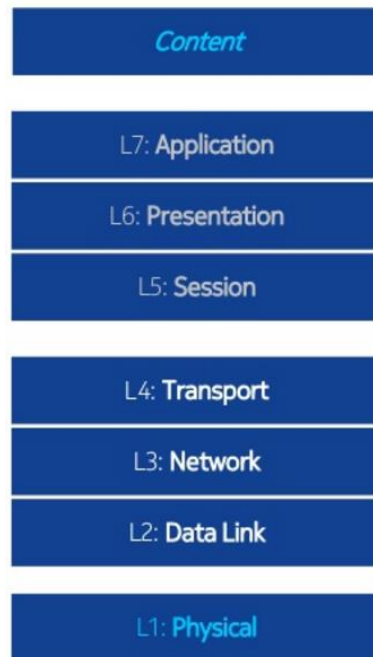 Content
L7: Application
L6: Presentation
L5: Session
L4: Transport
L3: Network
L2: Data Link
L1: Physical